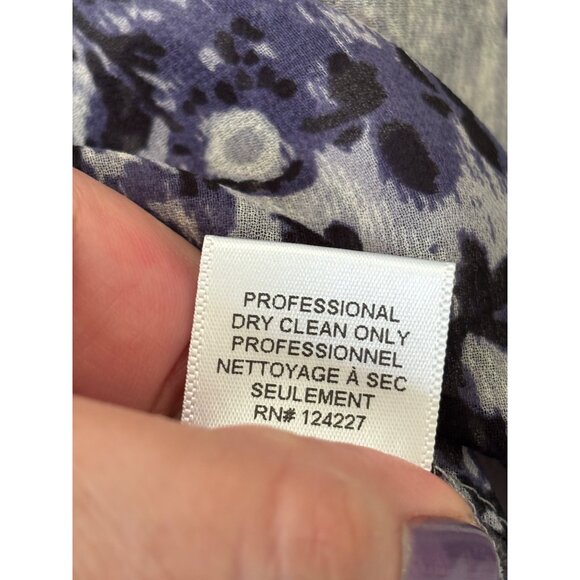 PROFESSIONAL
DRY CLEAN ONLY
PROFESSIONNEL
NETTOYAGE À SEC
SEULEMENT
RN# 124227